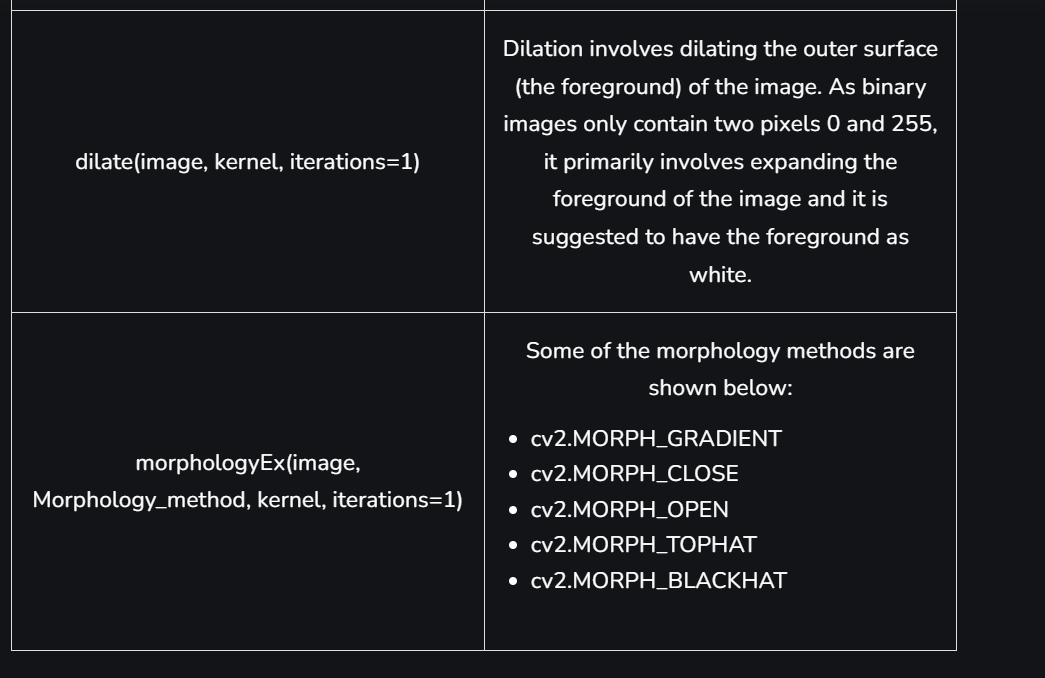 dilate(image, kernel, iterations=1)
Dilation involves dilating the outer surface
(the foreground) of the image. As binary
images only contain two pixels 0 and 255,
it primarily involves expanding the
foreground of the image and it is
suggested to have the foreground as
white.
morphologyEx(image,
Morphology_method, kernel, iterations=1)
Some of the morphology methods are
shown below:
• cv2.MORPH_GRADIENT
• cv2.MORPH_CLOSE
• cv2.MORPH_OPEN
• cv2.MORPH_TOPHAT
• cv2.MORPH_BLACKHAT